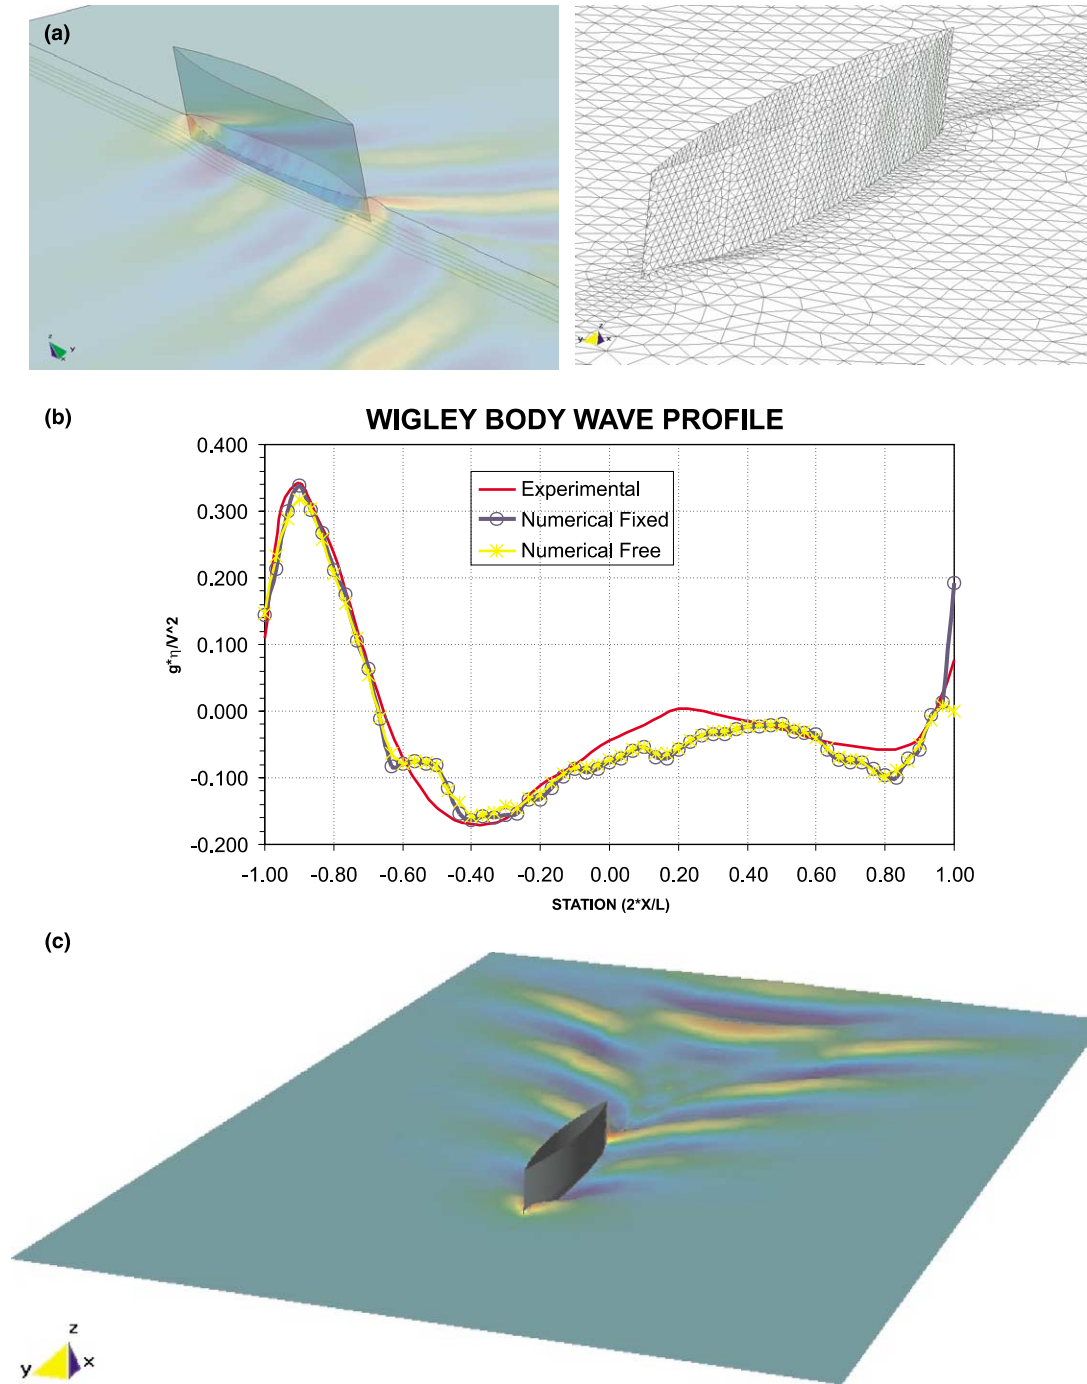 (a)
z
y
x
z
y
x
(b)
WIGLEY BODY WAVE PROFILE
0.400
0.300
0.200
0.100
0.000
-0.100
-0.200
g*η/V^2
Experimental
Numerical Fixed
Numerical Free
-1.00 -0.80 -0.60 -0.40 -0.20 0.00 0.20 0.40 0.60 0.80 1.00
STATION (2*X/L)
(c)
z
y
x